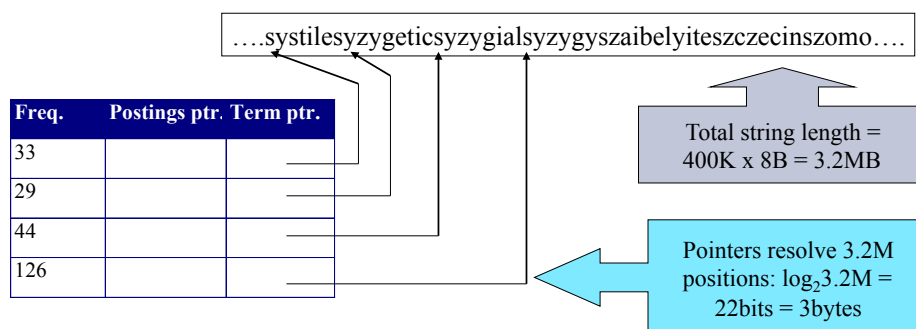 ….systilesyzygeticsyzygialsyzygyszaibelyiteszczecinszomo….
Freq. Postings ptr. Term ptr.
33
29
44
126
Total string length =
400K x 8B = 3.2MB
Pointers resolve 3.2M
positions: log₂3.2M =
22bits = 3bytes